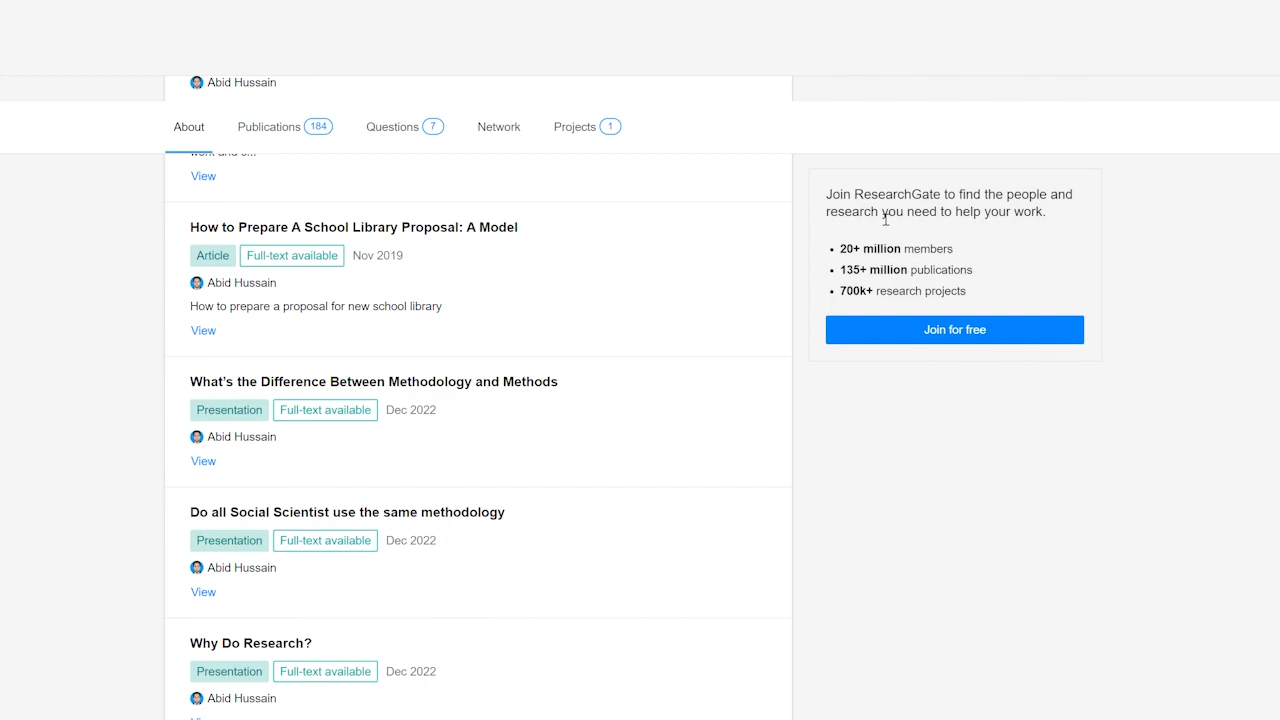 Abid Hussain
About Publications 184 Questions 7 Network Projects 1
View
How to Prepare A School Library Proposal: A Model
Article Full-text available Nov 2019
Abid Hussain
How to prepare a proposal for new school library
View
What's the Difference Between Methodology and Methods
Presentation Full-text available Dec 2022
Abid Hussain
View
Do all Social Scientist use the same methodology
Presentation Full-text available Dec 2022
Abid Hussain
View
Why Do Research?
Presentation Full-text available Dec 2022
Abid Hussain
Join ResearchGate to find the people and
research you need to help your work.
• 20+ million members
• 135+ million publications
• 700k+ research projects
Join for free